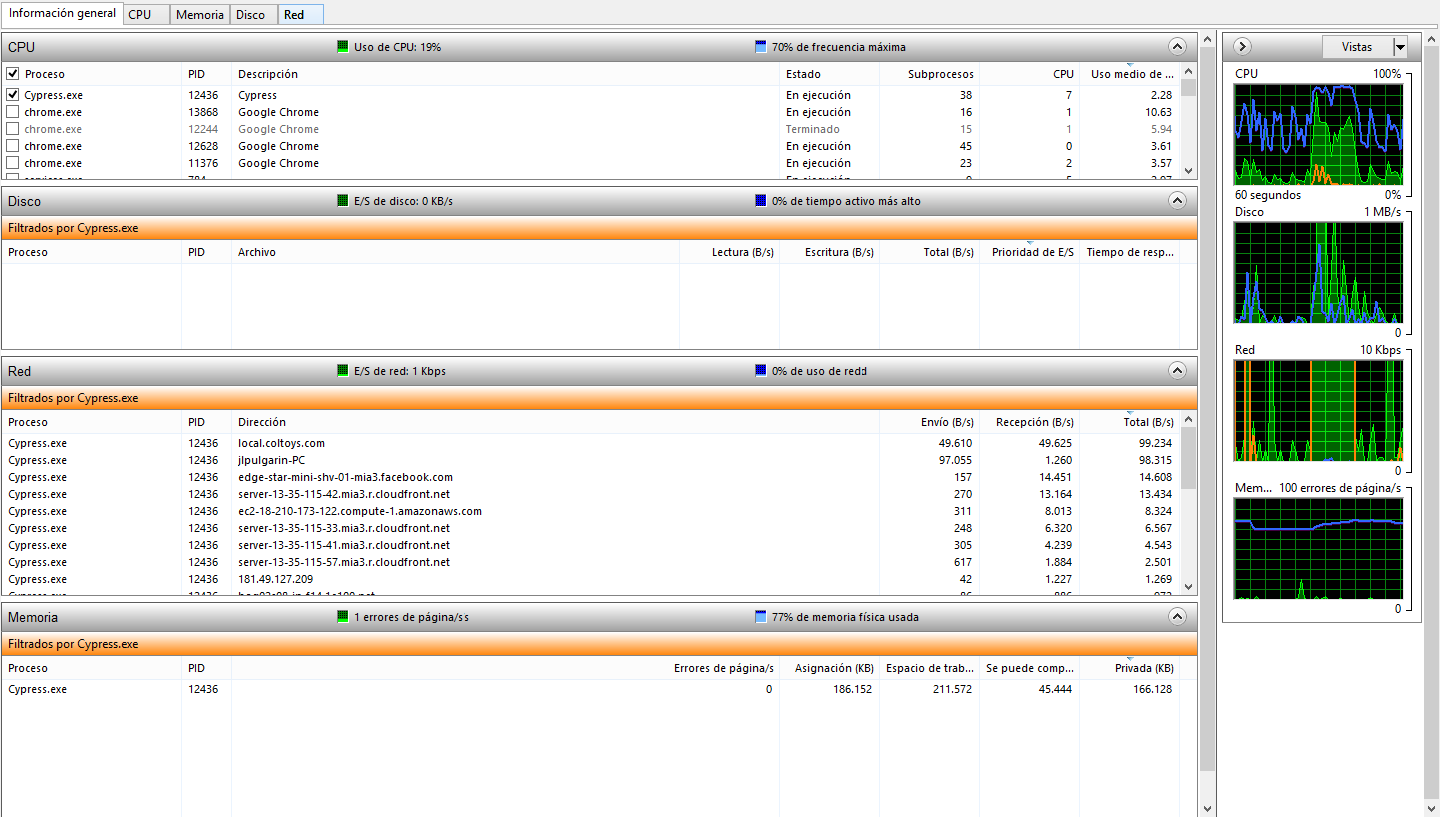 Información general CPU Memoria Disco Red
CPU Uso de CPU: 19% 70% de frecuencia máxima
Proceso PID Descripción Estado Subprocesos CPU Uso medio de ...
Cypress.exe 12436 Cypress En ejecución 38 7 2.28
chrome.exe 13868 Google Chrome En ejecución 16 1 10.63
chrome.exe 12244 Google Chrome Terminado 15 1 5.94
chrome.exe 12628 Google Chrome En ejecución 45 0 3.61
chrome.exe 11376 Google Chrome En ejecución 23 2 3.57
Disco E/S de disco: 0 KB/s 0% de tiempo activo más alto
Filtrados por Cypress.exe
Proceso PID Archivo Lectura (B/s) Escritura (B/s) Total (B/s) Prioridad de E/S Tiempo de resp...
Red E/S de red: 1 Kbps 0% de uso de redd
Filtrados por Cypress.exe
Proceso PID Dirección Envío (B/s) Recepción (B/s) Total (B/s)
Cypress.exe 12436 local.coltoys.com 49.610 49.625 99.234
Cypress.exe 12436 jlpulgarin-PC 97.055 1.260 98.315
Cypress.exe 12436 edge-star-mini-shv-01-mia3.facebook.com 157 14.451 14.608
Cypress.exe 12436 server-13-35-115-42.mia3.r.cloudfront.net 270 13.164 13.434
Cypress.exe 12436 ec2-18-210-173-122.compute-1.amazonaws.com 311 8.013 8.324
Cypress.exe 12436 server-13-35-115-33.mia3.r.cloudfront.net 248 6.320 6.567
Cypress.exe 12436 server-13-35-115-41.mia3.r.cloudfront.net 305 4.239 4.543
Cypress.exe 12436 server-13-35-115-57.mia3.r.cloudfront.net 617 1.884 2.501
Cypress.exe 12436 181.49.127.209 42 1.227 1.269
Memoria 1 errores de página/ss 77% de memoria física usada
Filtrados por Cypress.exe
Proceso PID Errores de página/s Asignación (KB) Espacio de trab... Se puede comp... Privada (KB)
Cypress.exe 12436 0 186.152 211.572 45.444 166.128
Vistas
CPU 100%
60 segundos 0%
Disco 1 MB/s
0
Red 10 Kbps
0
Mem... 100 errores de página/s
0